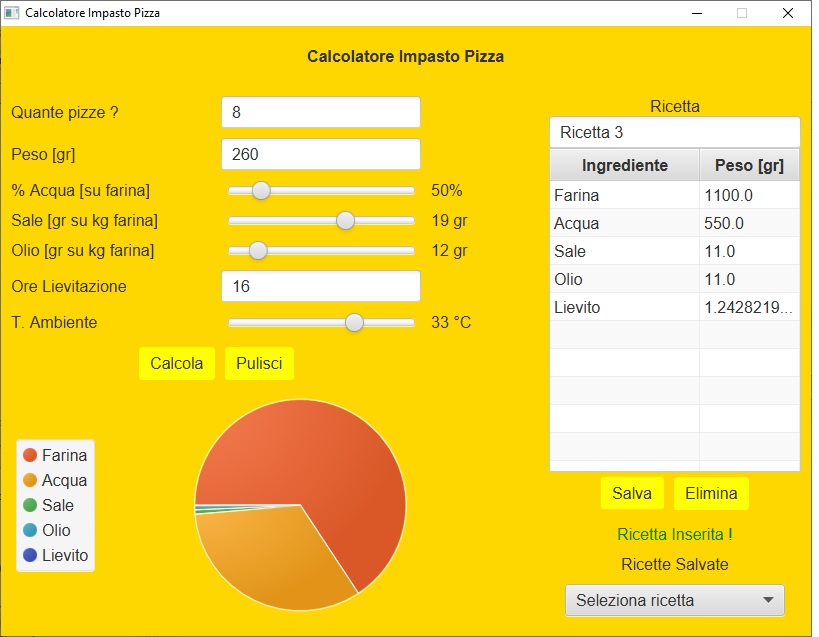 Calcolatore Impasto Pizza
Calcolatore Impasto Pizza
Quante pizze ? 8
Peso [gr] 260
% Acqua [su farina] 50%
Sale [gr su kg farina] 19 gr
Olio [gr su kg farina] 12 gr
Ore Lievitazione 16
T. Ambiente 33 °C
Calcola Pulisci
Farina
Acqua
Sale
Olio
Lievito
Ricetta
Ricetta 3
Ingrediente Peso [gr]
Farina 1100.0
Acqua 550.0
Sale 11.0
Olio 11.0
Lievito 1.2428219...
Salva Elimina
Ricetta Inserita !
Ricette Salvate
Seleziona ricetta